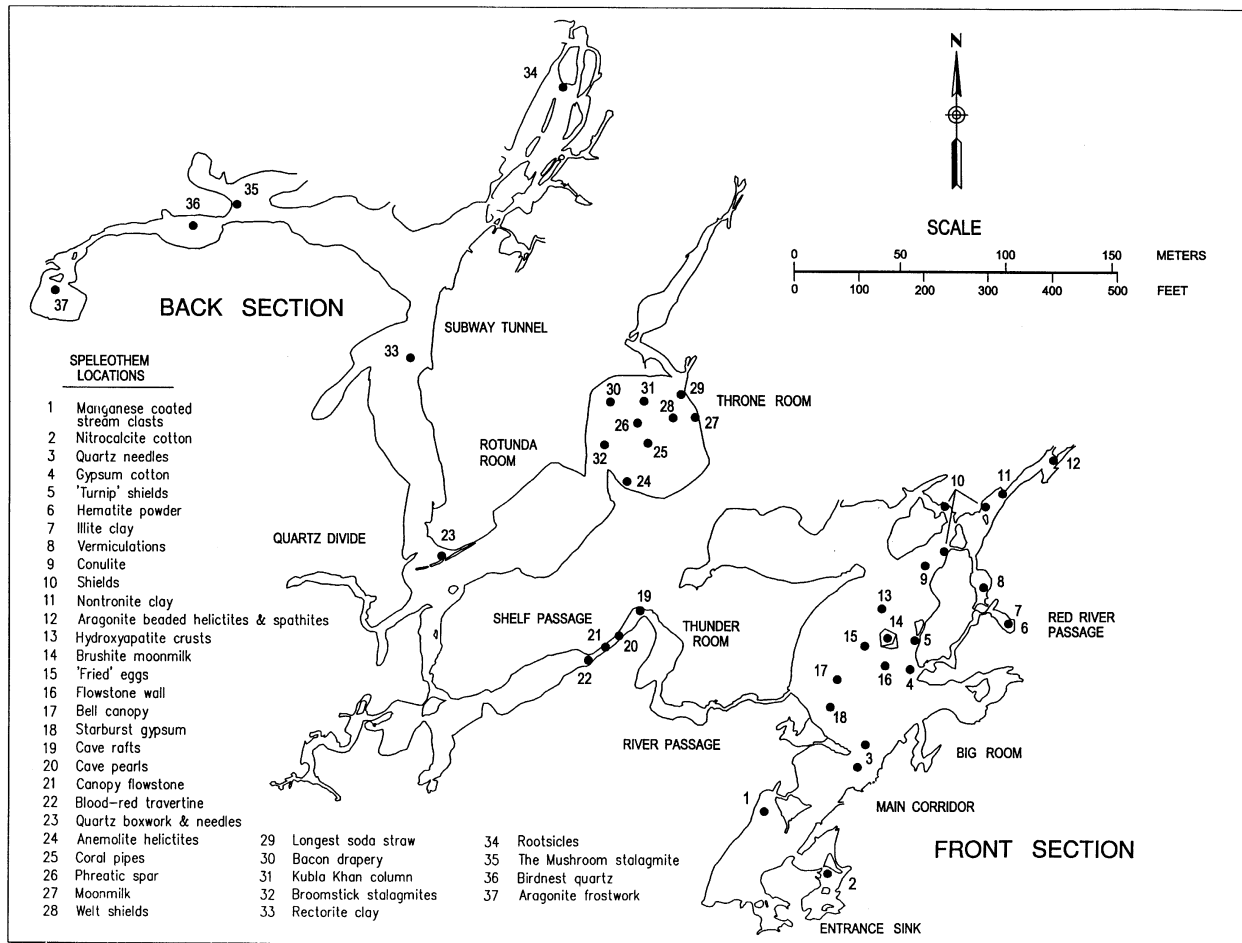 N
SCALE
0 50 100 150 METERS
0 100 200 300 400 500 FEET
34
35
36
37
BACK SECTION
SUBWAY TUNNEL
33
30 31 29
28 27
THRONE ROOM
26
25
32
24
ROTUNDA
ROOM
23
QUARTZ DIVIDE
SHELF PASSAGE
19
THUNDER
ROOM
21
20
22
RIVER PASSAGE
10
11
12
9
8
13
14
7
6
RED RIVER
PASSAGE
15
5
16
4
17
18
3
BIG ROOM
MAIN CORRIDOR
1
2
FRONT SECTION
ENTRANCE SINK
SPELEOTHEM
LOCATIONS
1 Manganese coated
stream clasts
2 Nitrocalcite cotton
3 Quartz needles
4 Gypsum cotton
5 'Turnip' shields
6 Hematite powder
7 Illite clay
8 Vermiculations
9 Conulite
10 Shields
11 Nontronite clay
12 Aragonite beaded helictites & spathites
13 Hydroxyapatite crusts
14 Brushite moonmilk
15 'Fried' eggs
16 Flowstone wall
17 Bell canopy
18 Starburst gypsum
19 Cave rafts
20 Cave pearls
21 Canopy flowstone
22 Blood-red travertine
23 Quartz boxwork & needles
24 Anemolite helictites
25 Coral pipes
26 Phreatic spar
27 Moonmilk
28 Welt shields
29 Longest soda straw
30 Bacon drapery
31 Kubla Khan column
32 Broomstick stalagmites
33 Rectorite clay
34 Rootsicles
35 The Mushroom stalagmite
36 Birdnest quartz
37 Aragonite frostwork